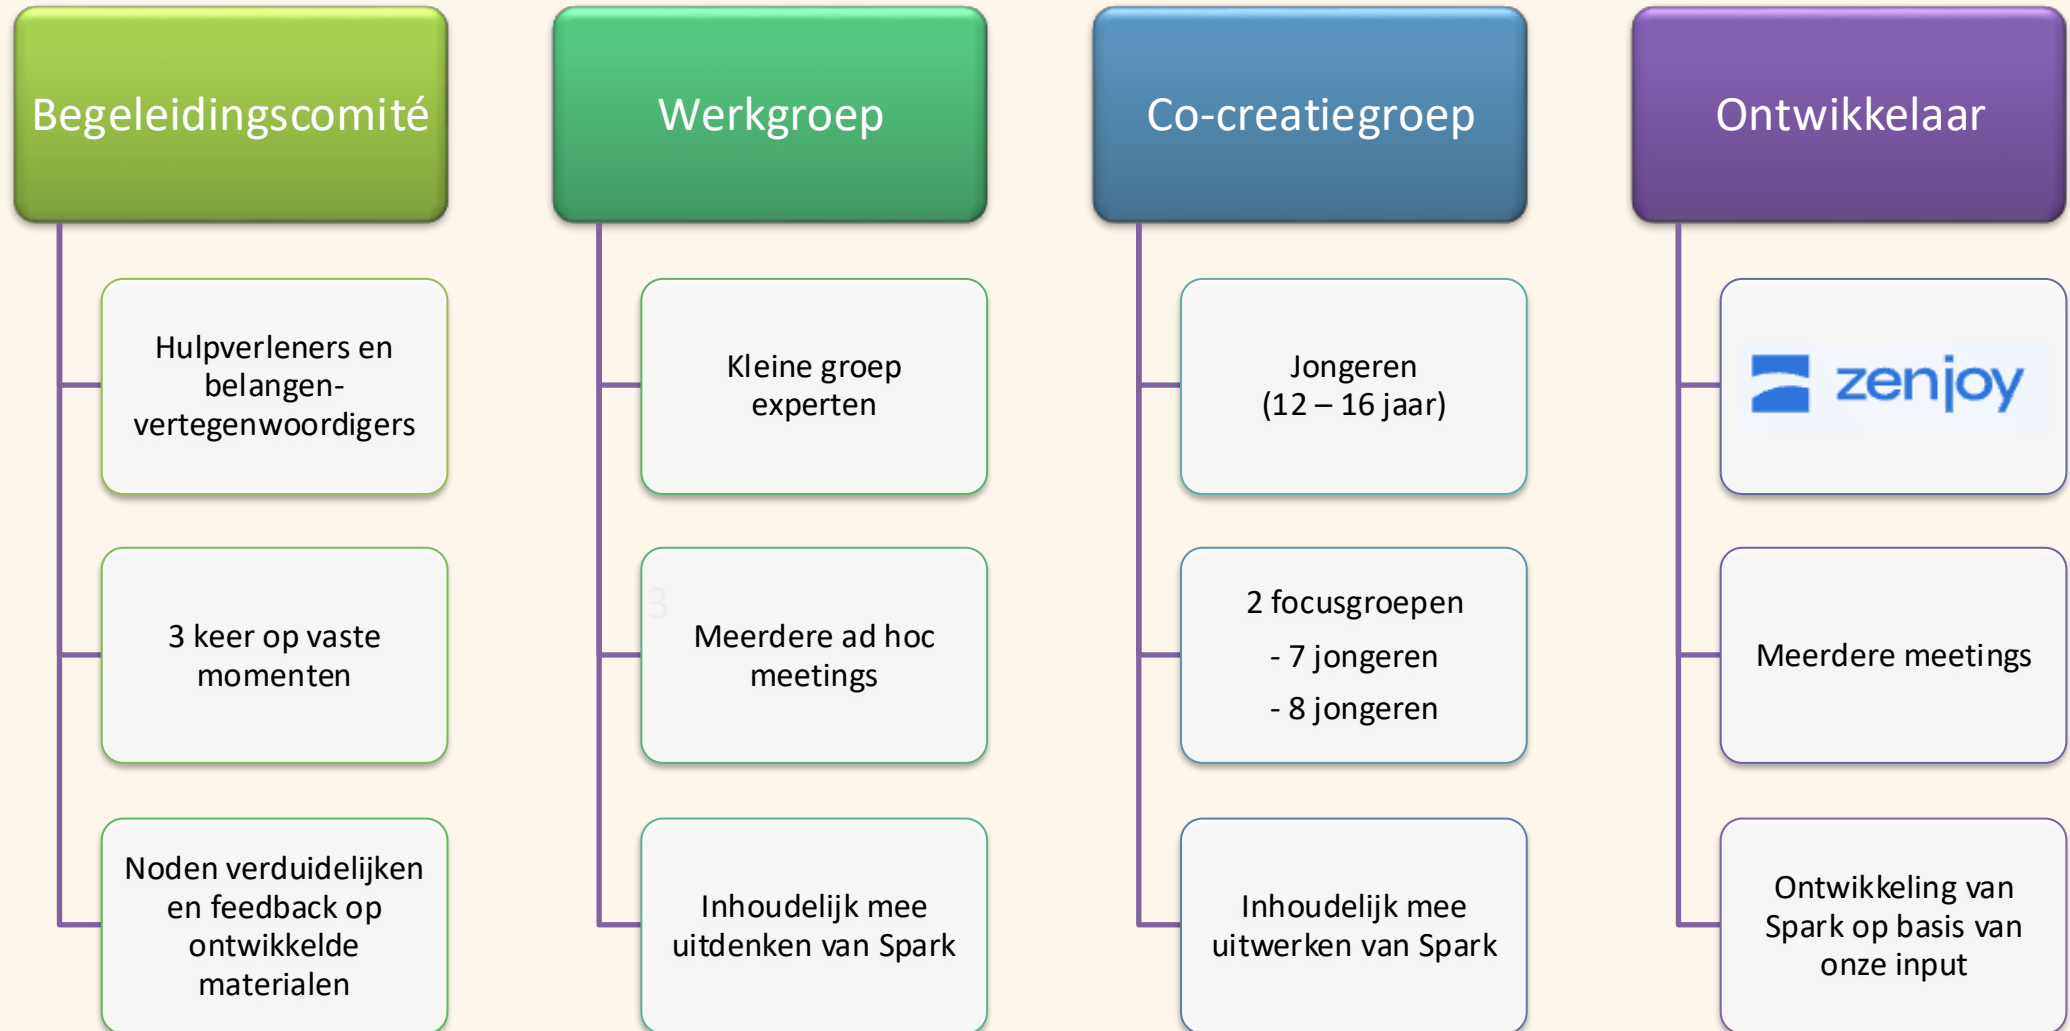 Begeleidingscomité
Hulpverleners en
belangen-
vertegenwoordigers
3 keer op vaste
momenten
Noden verduidelijken
en feedback op
ontwikkelde
materialen
Werkgroep
Kleine groep
experten
3
Meerdere ad hoc
meetings
Inhoudelijk mee
uitdenken van Spark
Co-creatiegroep
Jongeren
(12 – 16 jaar)
2 focusgroepen
- 7 jongeren
- 8 jongeren
Inhoudelijk mee
uitwerken van Spark
Ontwikkelaar
zenjoy
Meerdere meetings
Ontwikkeling van
Spark op basis van
onze input